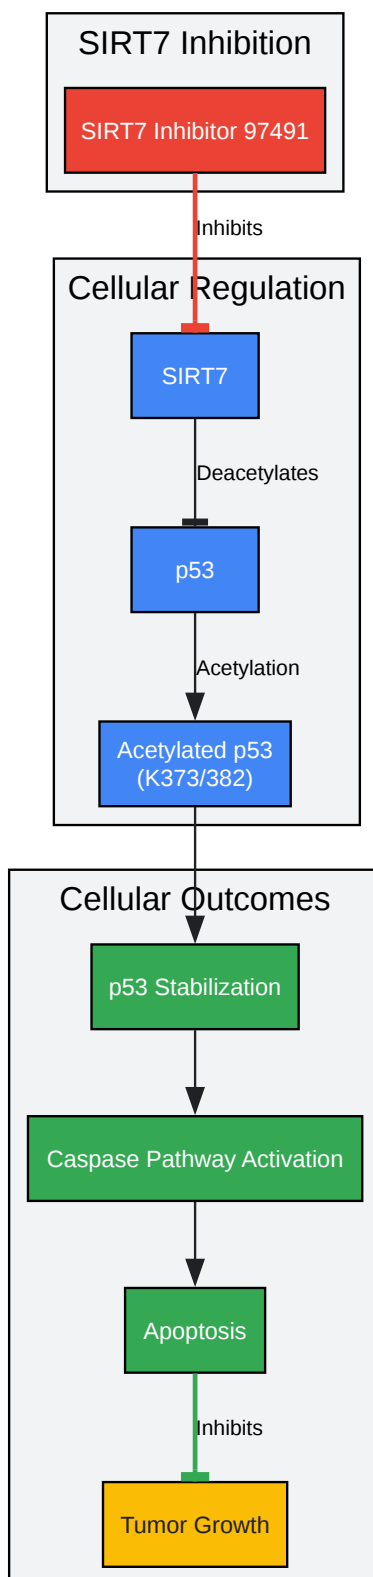 SIRT7 Inhibition
SIRT7 Inhibitor 97491
Inhibits
Cellular Regulation
SIRT7
Deacetylates
p53
Acetylation
Acetylated p53
(K373/382)
Cellular Outcomes
p53 Stabilization
Caspase Pathway Activation
Apoptosis
Inhibits
Tumor Growth